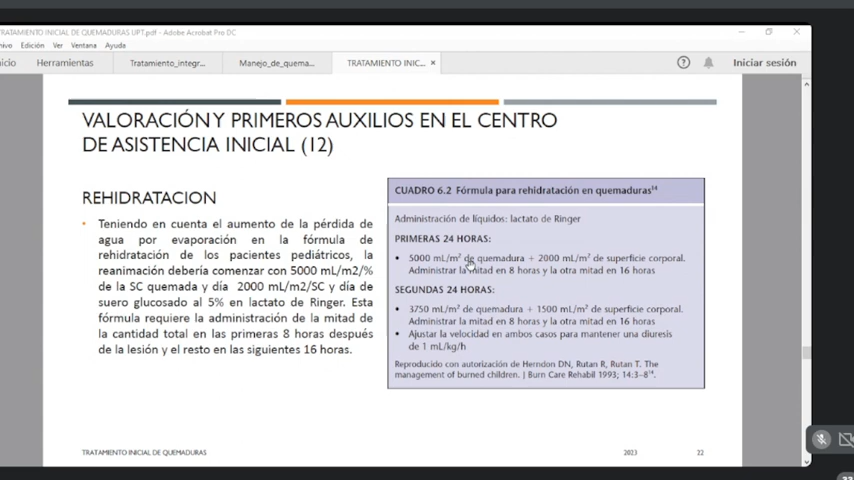 TRATAMIENTO INICIAL DE QUEMADURAS UPT.pdf - Adobe Acrobat Pro DC
Edición Ver Ventana Ayuda
Herramientas Tratamiento_integr... Manejo_de_quema... TRATAMIENTO INIC... × Iniciar sesión
VALORACIÓN Y PRIMEROS AUXILIOS EN EL CENTRO
DE ASISTENCIA INICIAL (12)
REHIDRATACION
• Teniendo en cuenta el aumento de la pérdida de
agua por evaporación en la fórmula de
rehidratación de los pacientes pediátricos, la
reanimación debería comenzar con 5000 mL/m2/%
de la SC quemada y día 2000 mL/m2/SC y día de
suero glucosado al 5% en lactato de Ringer. Esta
fórmula requiere la administración de la mitad de
la cantidad total en las primeras 8 horas después
de la lesión y el resto en las siguientes 16 horas.
CUADRO 6.2 Fórmula para rehidratación en quemaduras¹⁴
Administración de líquidos: lactato de Ringer
PRIMERAS 24 HORAS:
• 5000 mL/m² de quemadura + 2000 mL/m² de superficie corporal.
Administrar la mitad en 8 horas y la otra mitad en 16 horas
SEGUNDAS 24 HORAS:
• 3750 mL/m² de quemadura + 1500 mL/m² de superficie corporal.
Administrar la mitad en 8 horas y la otra mitad en 16 horas
• Ajustar la velocidad en ambos casos para mantener una diuresis
de 1 mL/kg/h
Reproducido con autorización de Herndon DN, Rutan R, Rutan T. The
management of burned children. J Burn Care Rehabil 1993; 14:3–8¹⁴.
TRATAMIENTO INICIAL DE QUEMADURAS 2023 22